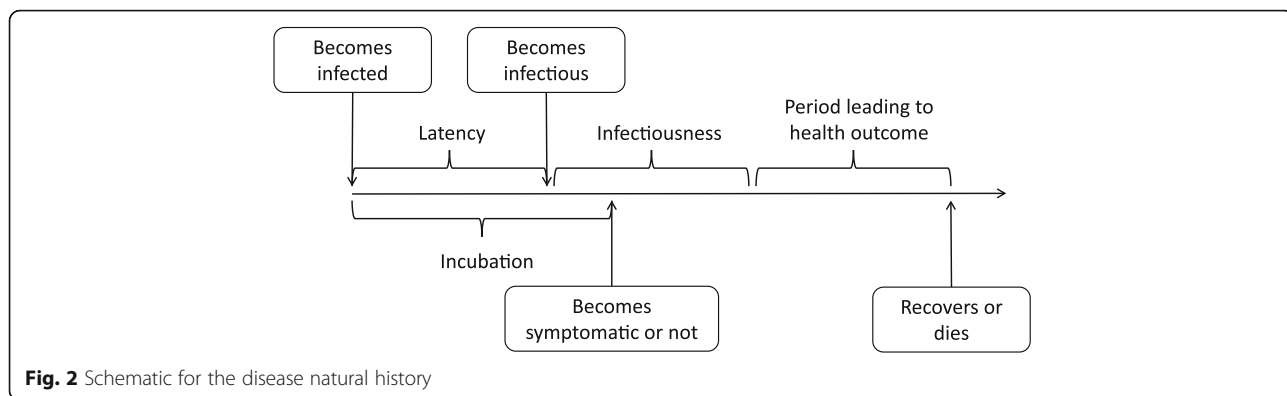 Becomes
infected
Becomes
infectious
Period leading to
health outcome
Latency
Infectiousness
Incubation
Becomes
symptomatic or not
Recovers or
dies
Fig. 2 Schematic for the disease natural history